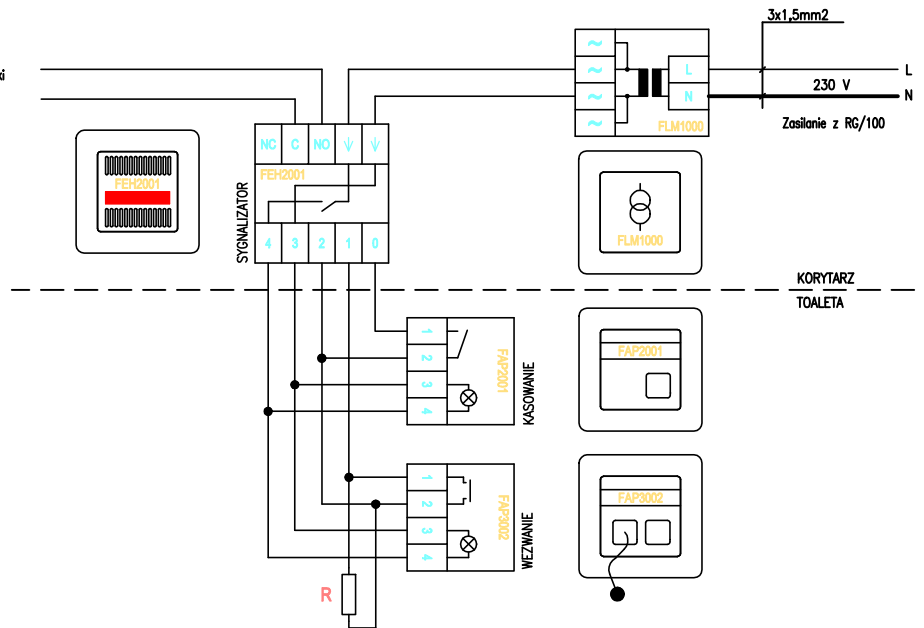 3x1,5mm2
~
~ L L
ki
230 V
~ N N
~ FLM1000
Zasilanie z RG/100
NC C NO
FEH2001
FEH2001
SYGNALIZATOR
4 3 2 1 0
FLM1000
KORYTARZ
TOALETA
1
2
3
4
FAP2001
KASOWANIE
FAP2001
1
2
3
4
FAP3002
WEZWANIE
FAP3002
R